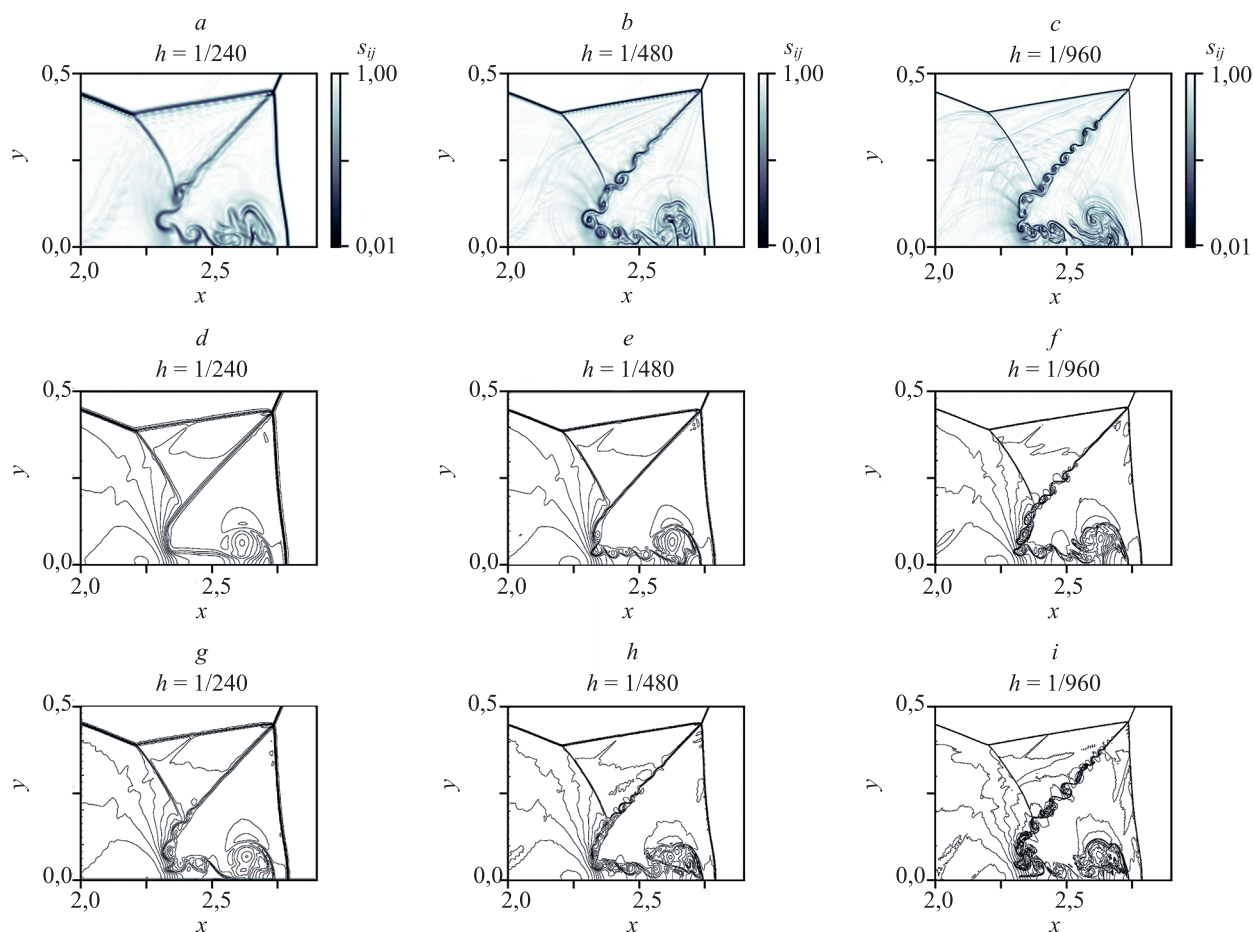 a b c
h = 1/240 h = 1/480 h = 1/960
s_ij s_ij s_ij
0,5 1,00 0,5 1,00 0,5 1,00
y y y
0,0 0,01 0,0 0,01 0,0 0,01
2,0 2,5 2,0 2,5 2,0 2,5
x x x
d e f
h = 1/240 h = 1/480 h = 1/960
0,5 0,5 0,5
y y y
0,0 0,0 0,0
2,0 2,5 2,0 2,5 2,0 2,5
x x x
g h i
h = 1/240 h = 1/480 h = 1/960
0,5 0,5 0,5
y y y
0,0 0,0 0,0
2,0 2,5 2,0 2,5 2,0 2,5
x x x